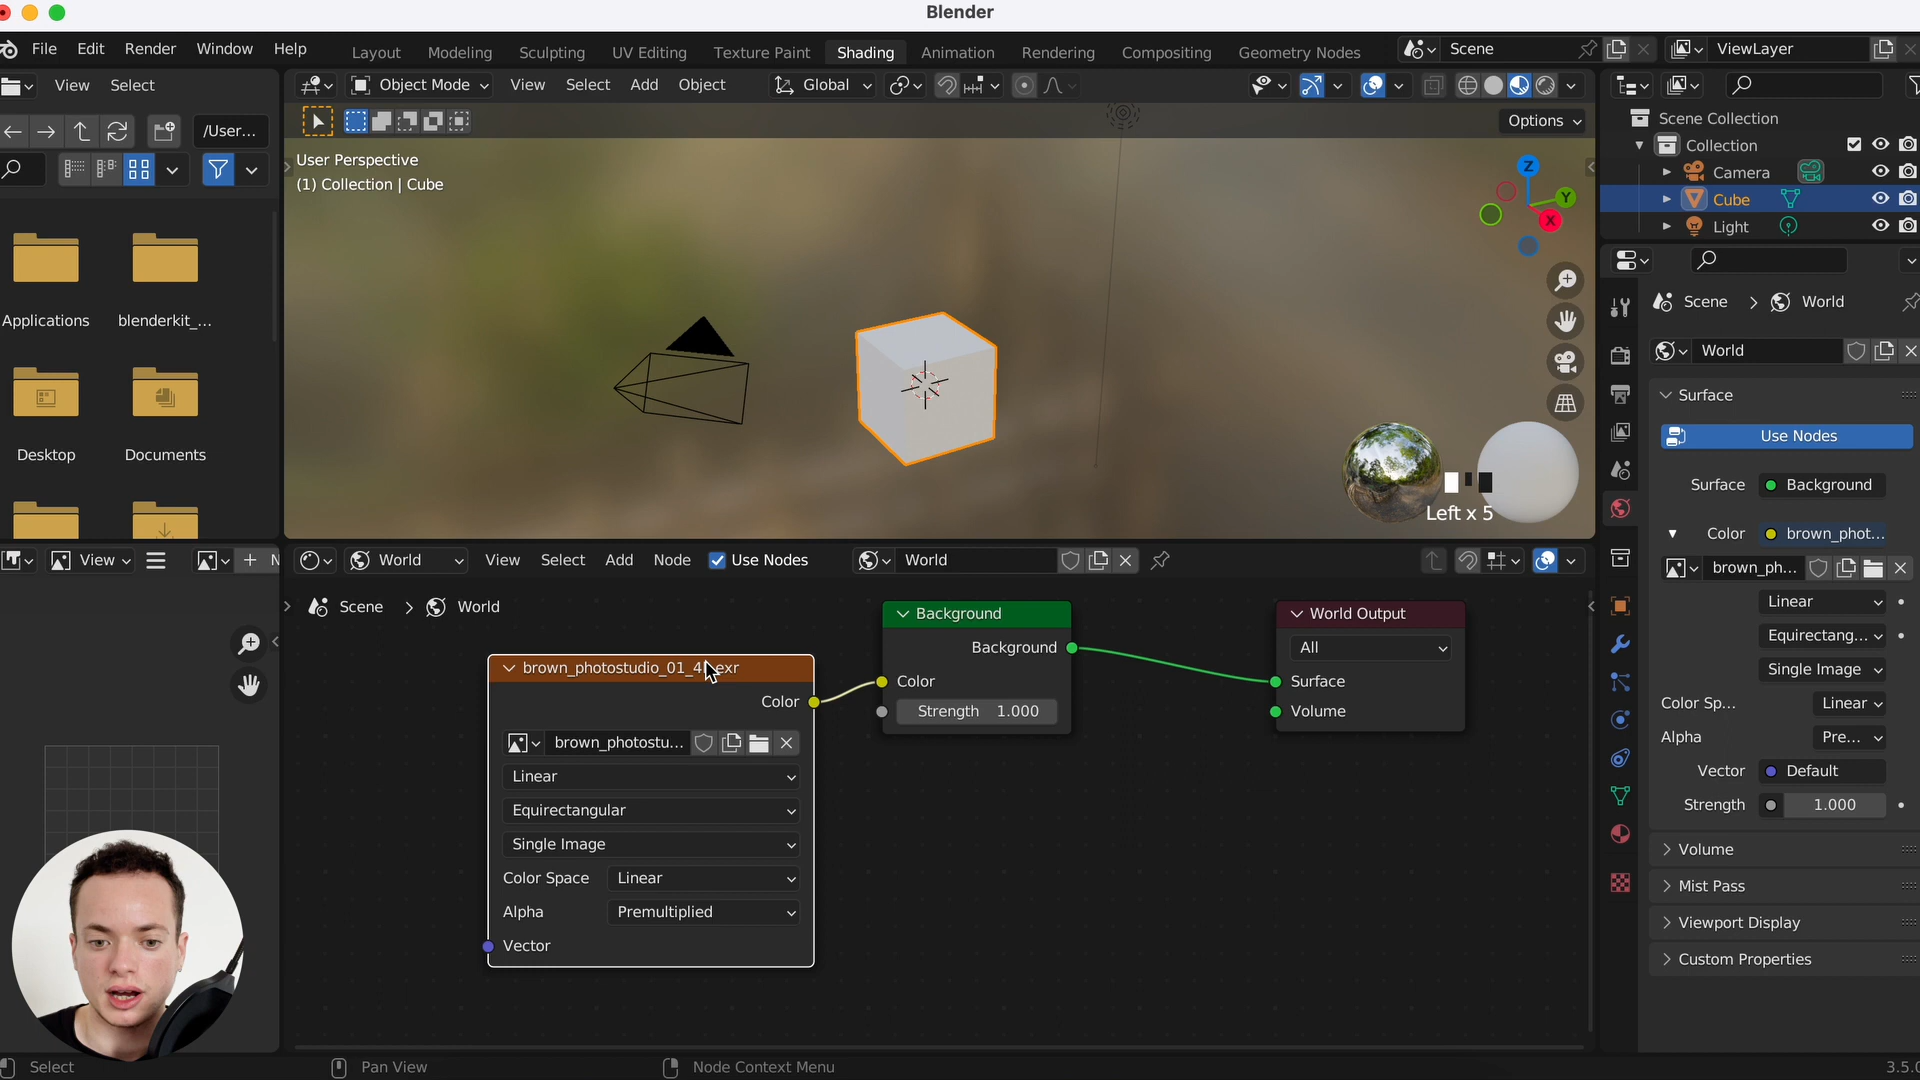 Blender
File Edit Render Window Help Layout Modeling Sculpting UV Editing Texture Paint Shading Animation Rendering Compositing Geometry Nodes Scene ViewLayer
View Select Object Mode View Select Add Object Global
/User... Options
User Perspective
(1) Collection | Cube
Z
Y
X
Applications blenderkit_...
Desktop Documents
Left x 5
Scene Collection
Collection
Camera
Cube
Light
Scene > World
World
Surface
Use Nodes
Surface Background
Color brown_phot...
brown_ph...
Linear
Equirectang...
Single Image
Color Sp... Linear
Alpha Pre...
Vector Default
Strength 1.000
Volume
Mist Pass
Viewport Display
Custom Properties
View N World View Select Add Node Use Nodes World
Scene > World
brown_photostudio_01_4 .exr
Color
brown_photostu...
Linear
Equirectangular
Single Image
Color Space Linear
Alpha Premultiplied
Vector
Background
Background
Color
Strength 1.000
World Output
All
Surface
Volume
Select Pan View Node Context Menu 3.5.